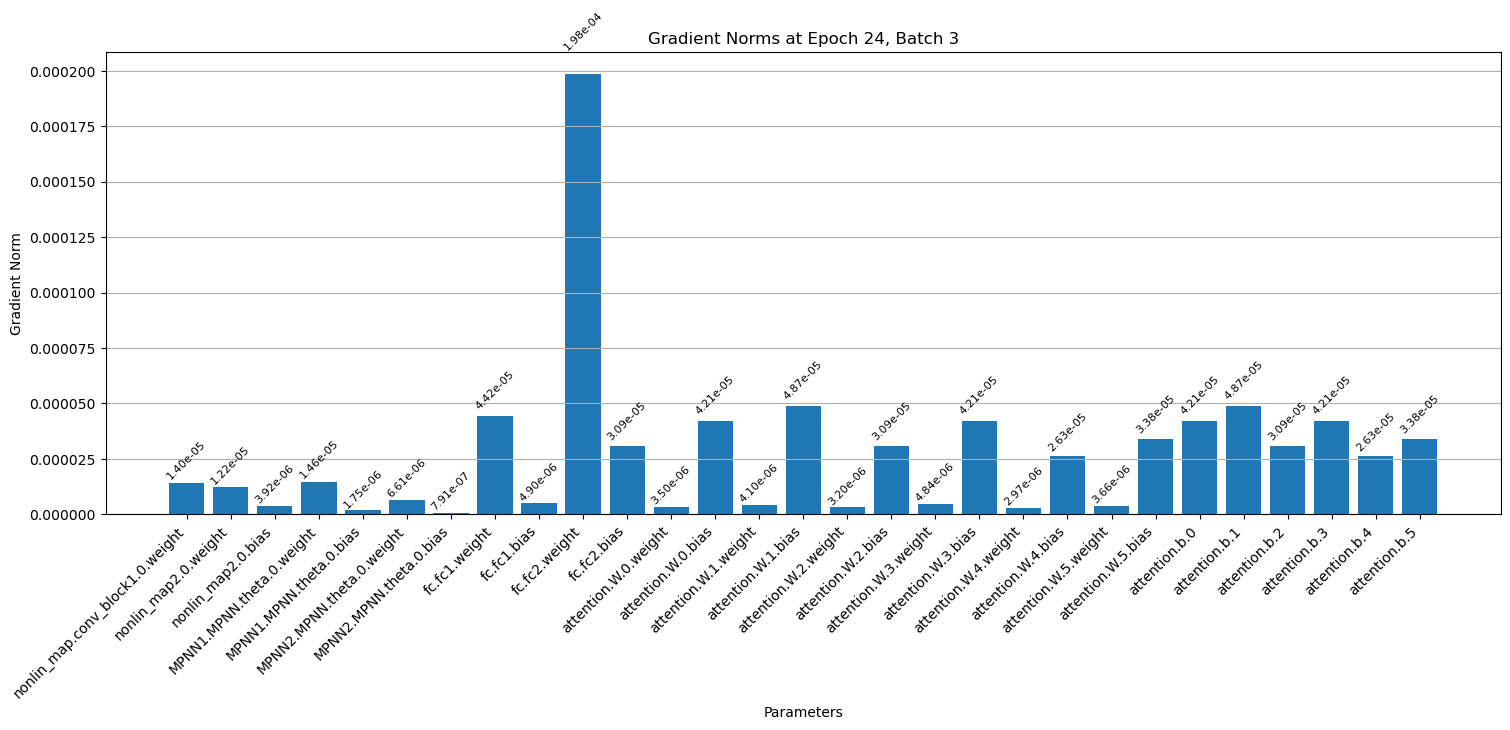 Gradient Norms at Epoch 24, Batch 3
Gradient Norm
0.000200
0.000175
0.000150
0.000125
0.000100
0.000075
0.000050
0.000025
0.000000
1.40e-05
1.22e-05
3.92e-06
1.46e-05
1.75e-06
6.61e-06
7.91e-07
4.42e-05
4.90e-06
1.98e-04
3.09e-05
3.50e-06
4.21e-05
4.10e-06
4.87e-05
3.20e-06
3.09e-05
4.84e-06
4.21e-05
2.97e-06
2.63e-05
3.66e-06
3.38e-05
4.21e-05
4.87e-05
3.09e-05
4.21e-05
2.63e-05
3.38e-05
nonlin_map.conv_block1.0.weight
nonlin_map2.0.weight
nonlin_map2.0.bias
MPNN1.MPNN.theta.0.weight
MPNN1.MPNN.theta.0.bias
MPNN2.MPNN.theta.0.weight
MPNN2.MPNN.theta.0.bias
fc.fc1.weight
fc.fc1.bias
fc.fc2.weight
fc.fc2.bias
attention.W.0.weight
attention.W.0.bias
attention.W.1.weight
attention.W.1.bias
attention.W.2.weight
attention.W.2.bias
attention.W.3.weight
attention.W.3.bias
attention.W.4.weight
attention.W.4.bias
attention.W.5.weight
attention.W.5.bias
attention.b.0
attention.b.1
attention.b.2
attention.b.3
attention.b.4
attention.b.5
Parameters